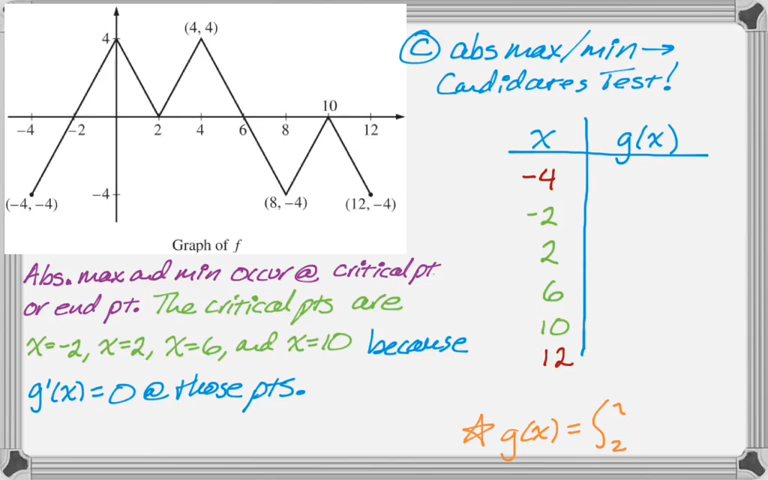 (4, 4)
4
10
-4
-2
2
4
6
8
12
-4
(-4, -4)
(8, -4)
(12, -4)
Graph of f
Abs. max and min occur @ critical pt
or end pt. The critical pts are
x=-2, x=2, x=6, and x=10 because
g'(x)=0 @ those pts.
Ⓒ abs max/min→
Candidares Test!
x g(x)
-4
-2
2
6
10
12
☆ g(x) = ∫₂